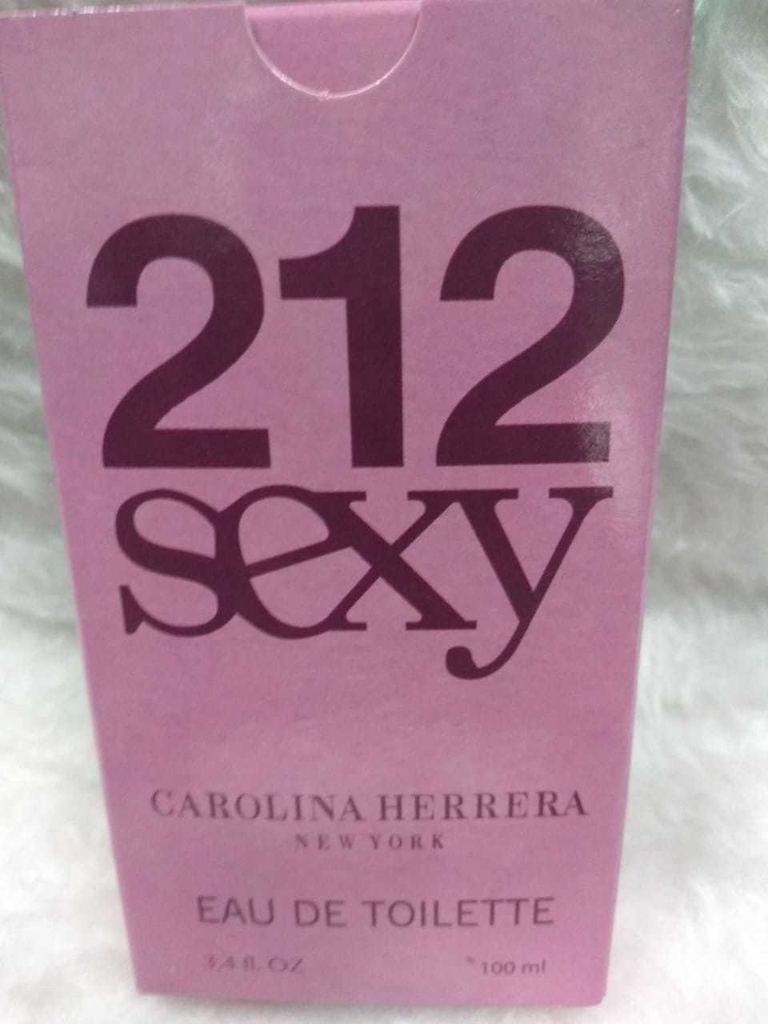 212
sexy
CAROLINA HERRERA
NEW YORK
EAU DE TOILETTE
3,4 fl. OZ
100 ml